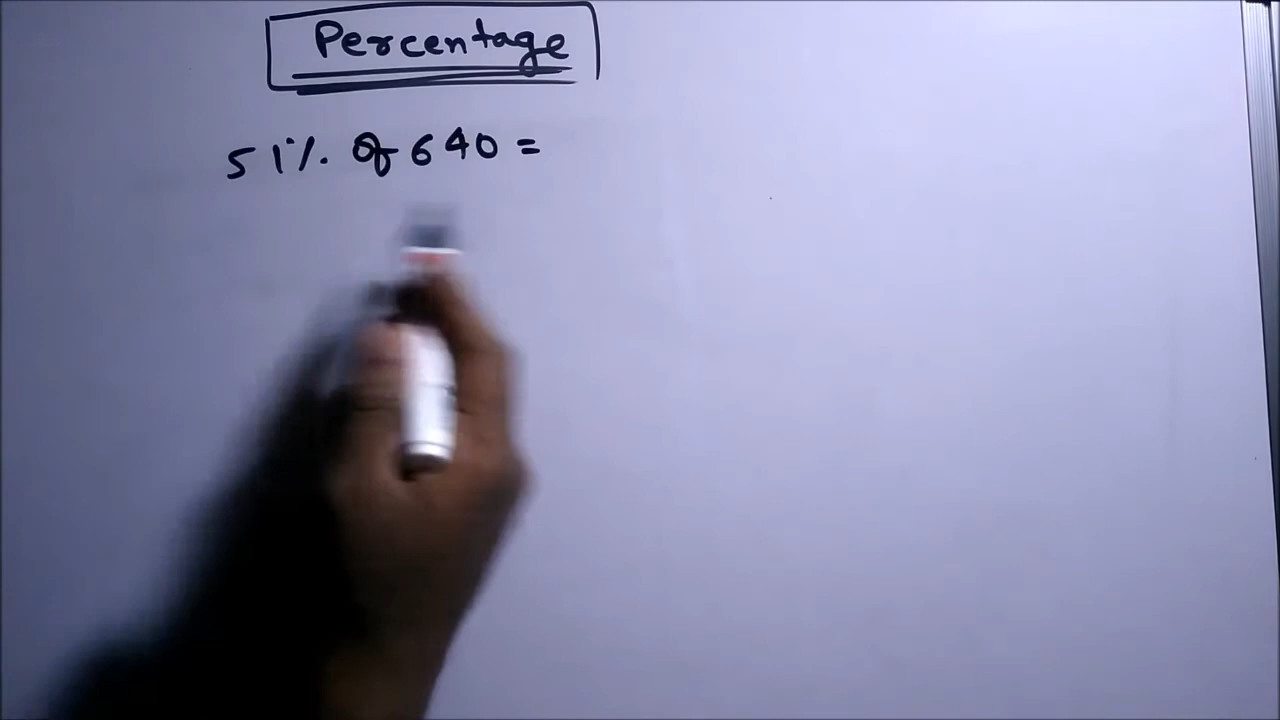 Percentage
51% of 640 =